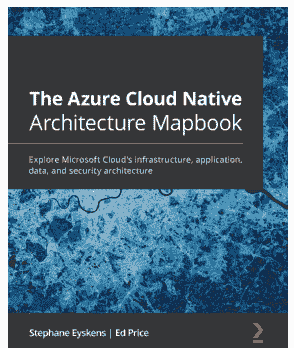 The Azure Cloud Native
Architecture Mapbook
Explore Microsoft Cloud's infrastructure, application,
data, and security architecture
Stephane Eyskens | Ed Price